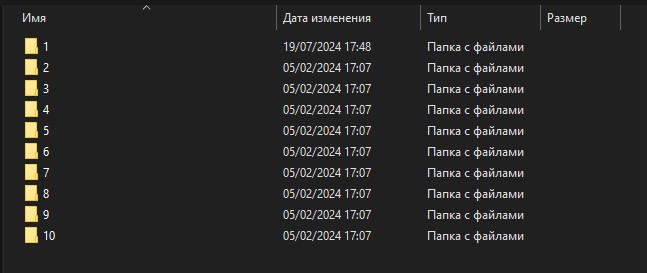 Имя Дата изменения Тип Размер
1 19/07/2024 17:48 Папка с файлами
2 05/02/2024 17:07 Папка с файлами
3 05/02/2024 17:07 Папка с файлами
4 05/02/2024 17:07 Папка с файлами
5 05/02/2024 17:07 Папка с файлами
6 05/02/2024 17:07 Папка с файлами
7 05/02/2024 17:07 Папка с файлами
8 05/02/2024 17:07 Папка с файлами
9 05/02/2024 17:07 Папка с файлами
10 05/02/2024 17:07 Папка с файлами